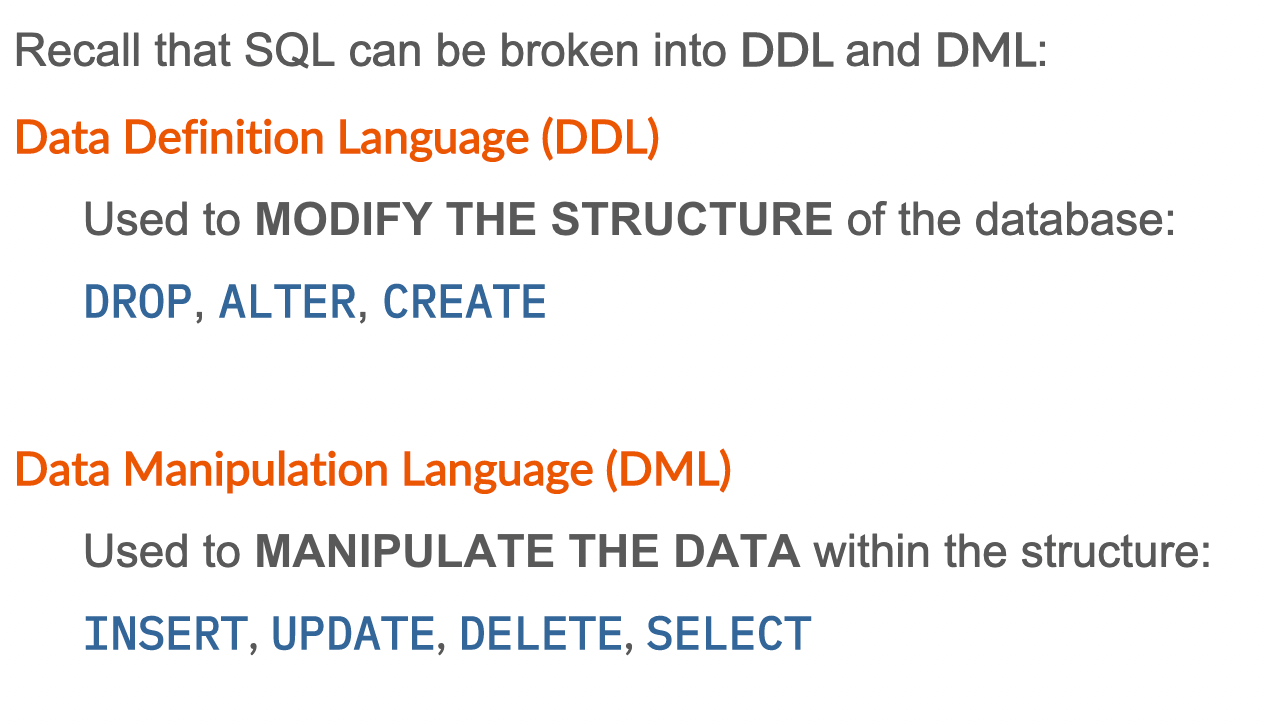 Recall that SQL can be broken into DDL and DML:
Data Definition Language (DDL)
Used to MODIFY THE STRUCTURE of the database:
DROP, ALTER, CREATE
Data Manipulation Language (DML)
Used to MANIPULATE THE DATA within the structure:
INSERT, UPDATE, DELETE, SELECT